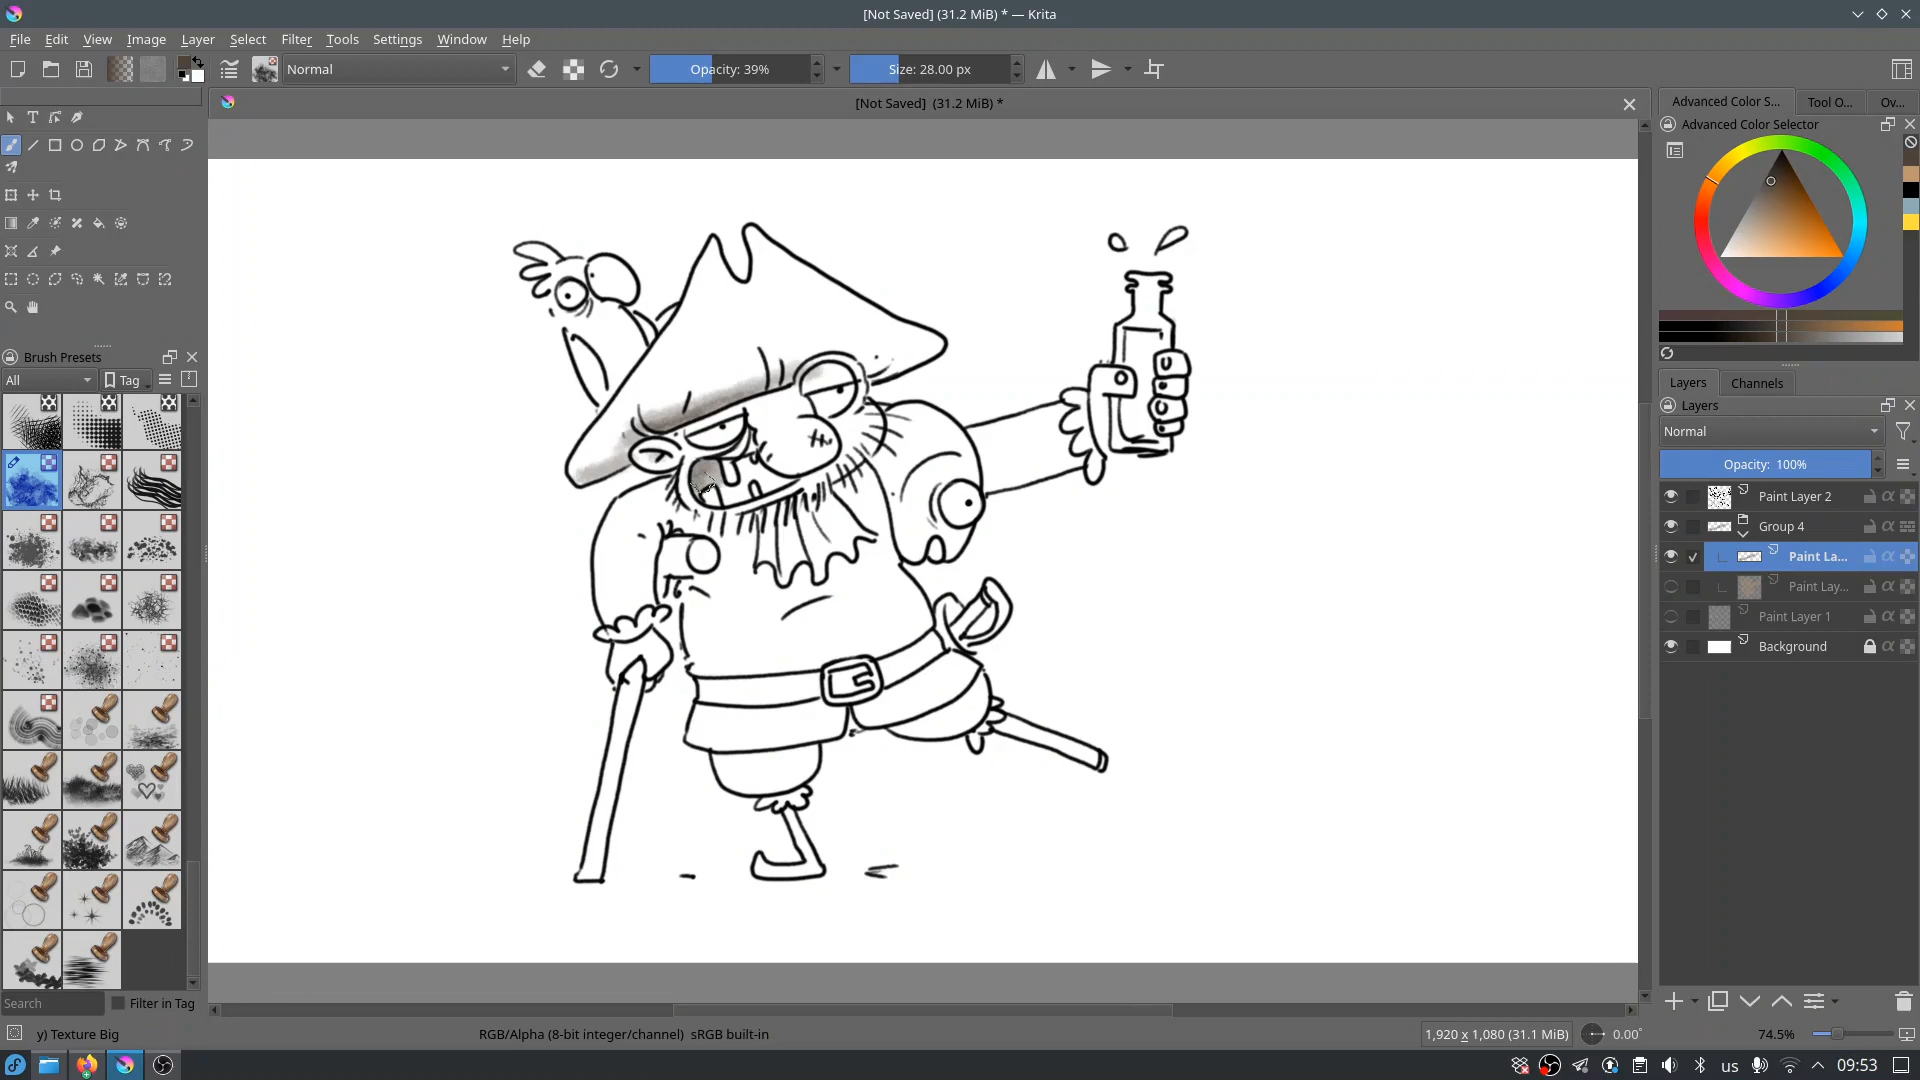 [Not Saved] (31.2 MiB) * — Krita
File Edit View Image Layer Select Filter Tools Settings Window Help
Normal
Opacity: 39%
Size: 28.00 px
[Not Saved] (31.2 MiB) *
Advanced Color S...
Tool O...
Ov...
Advanced Color Selector
Brush Presets
All
Tag
Layers
Channels
Layers
Normal
Opacity: 100%
Paint Layer 2
Group 4
Paint La...
Paint Lay...
Paint Layer 1
Background
Search
Filter in Tag
y) Texture Big
RGB/Alpha (8-bit integer/channel) sRGB built-in
1,920 x 1,080 (31.1 MiB)
0.00°
74.5%
us
09:53